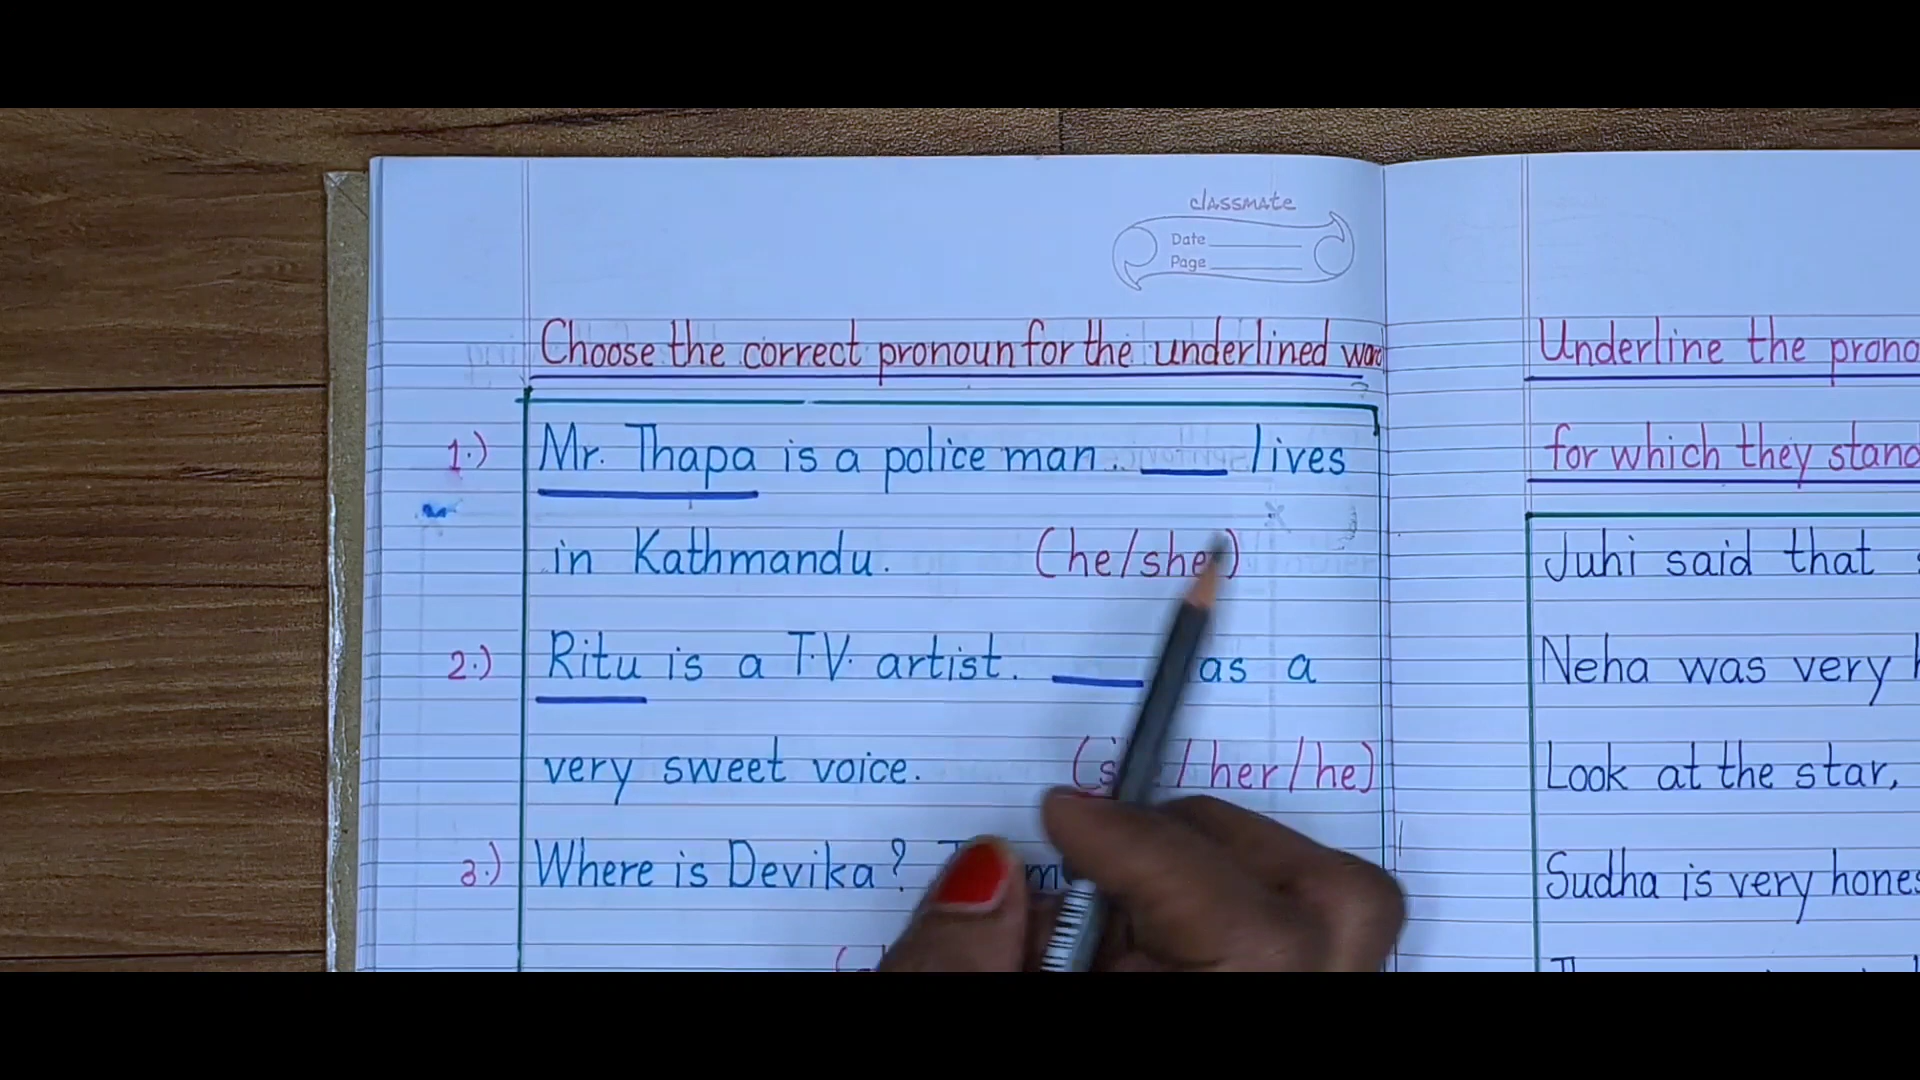 classmate
Date
Page
Choose the correct pronoun for the underlined
1.) Mr. Thapa is a police man. ____ lives
in Kathmandu. (he/she)
2.) Ritu is a T.V. artist. ____ as a
very sweet voice. ( / her / he)
3.) Where is Devika?
Underline the
for which they
Juhi said that
Neha was very
Look at the star,
Sudha is very